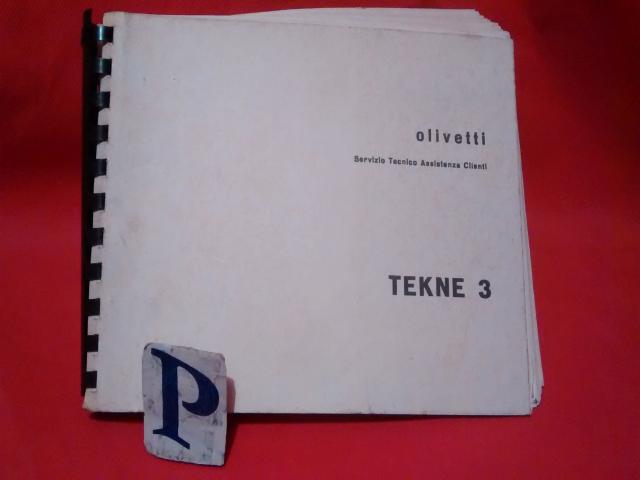 olivetti
Servizio Tecnico Assistenza Clienti
TEKNE 3
P